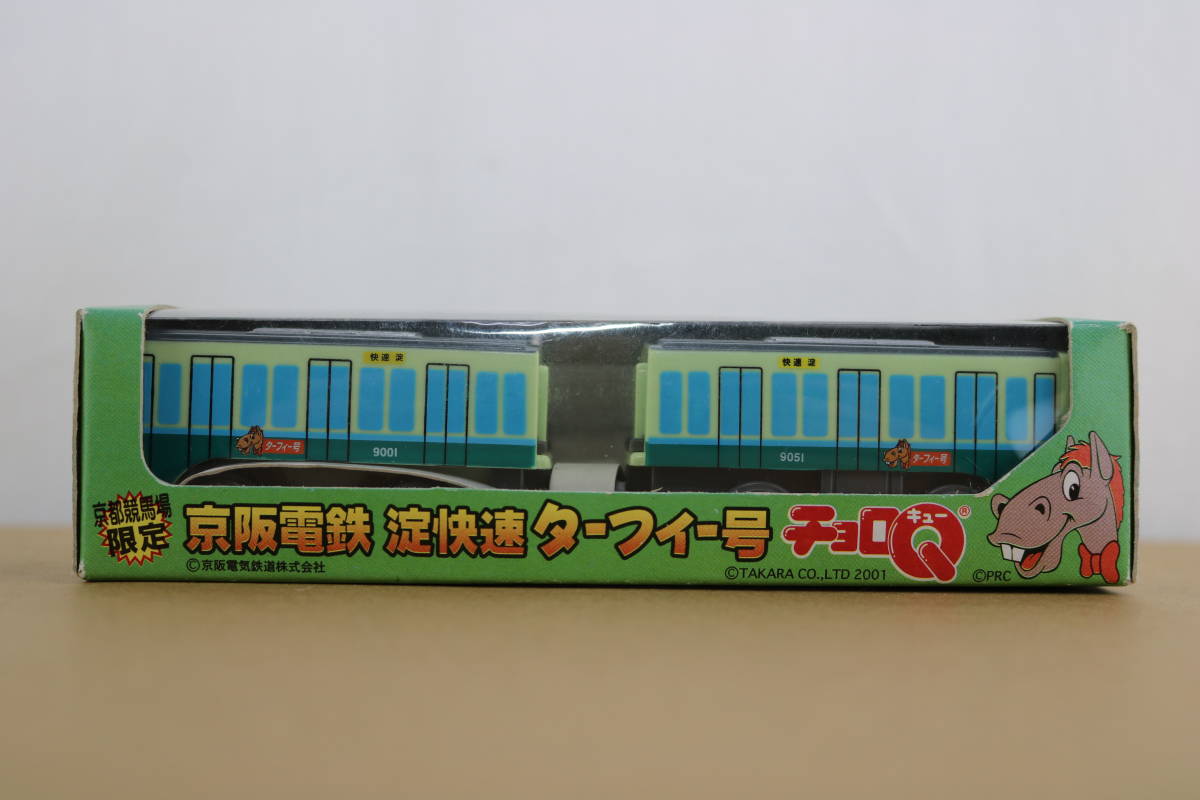 快速 淀
快速 淀
ターフィー号
9001
9051
ターフィー号
京都競馬場
限定
京阪電鉄 淀快速 ターフィー号
チョロQ
キュー
®
©京阪電気鉄道株式会社
©TAKARA CO.,LTD 2001
©PRC